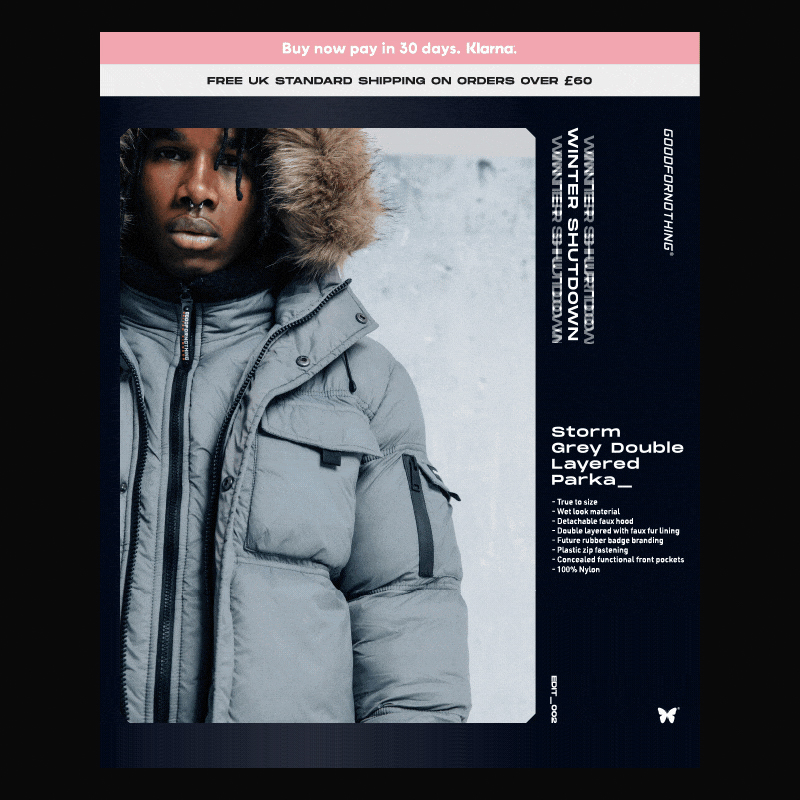 Buy now pay in 30 days. Klarna.
FREE UK STANDARD SHIPPING ON ORDERS OVER £60
WINTER SHUTDOWN
WINTER SHUTDOWN
WINTER SHUTDOWN
GOODFORNOTHING®
GOODFORNOTHING
Storm
Grey Double
Layered
Parka_
- True to size
- Wet look material
- Detachable faux hood
- Double layered with faux fur lining
- Future rubber badge branding
- Plastic zip fastening
- Concealed functional front pockets
- 100% Nylon
EDIT_002